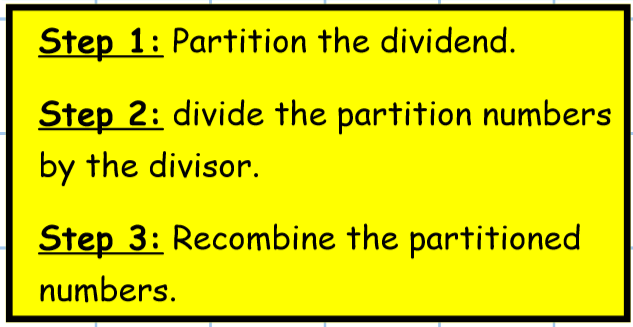 Step 1: Partition the dividend.
Step 2: divide the partition numbers
by the divisor.
Step 3: Recombine the partitioned
numbers.